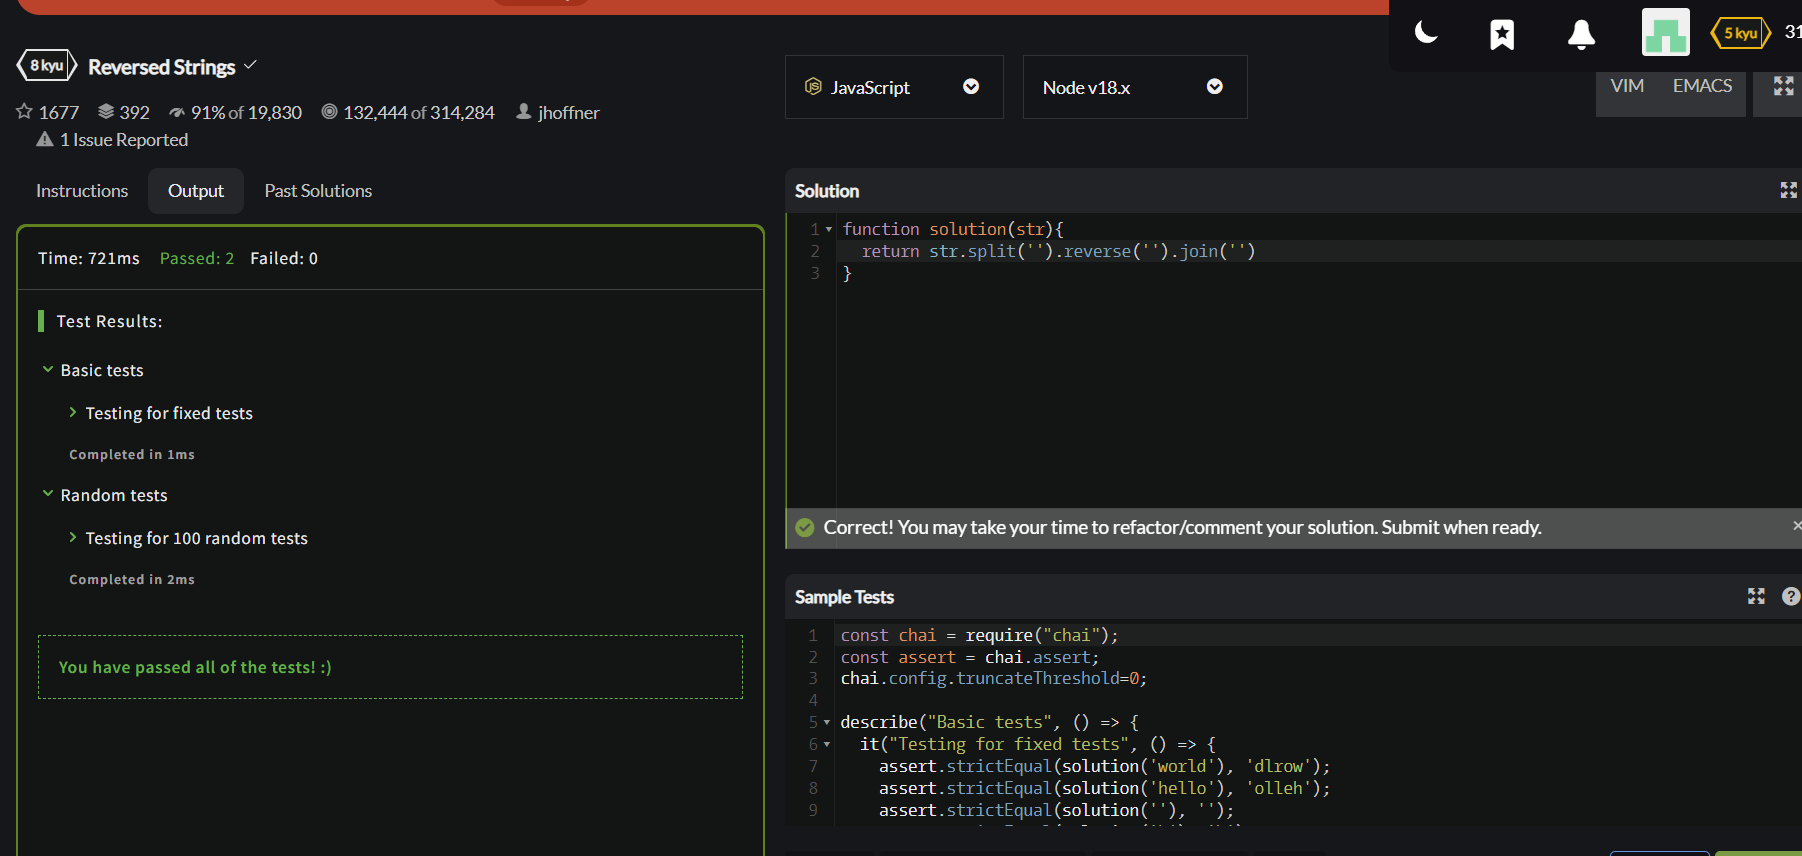 8 kyu Reversed Strings
1677 392 91% of 19,830 132,444 of 314,284 jhoffner
1 Issue Reported
Instructions Output Past Solutions
Time: 721ms Passed: 2 Failed: 0
Test Results:
Basic tests
Testing for fixed tests
Completed in 1ms
Random tests
Testing for 100 random tests
Completed in 2ms
You have passed all of the tests! :)
5 kyu 31
JS JavaScript Node v18.x
VIM EMACS
Solution
1 function solution(str){
2 return str.split('').reverse('').join('')
3 }
Correct! You may take your time to refactor/comment your solution. Submit when ready. ×
Sample Tests ?
1 const chai = require("chai");
2 const assert = chai.assert;
3 chai.config.truncateThreshold=0;
4
5 describe("Basic tests", () => {
6 it("Testing for fixed tests", () => {
7 assert.strictEqual(solution('world'), 'dlrow');
8 assert.strictEqual(solution('hello'), 'olleh');
9 assert.strictEqual(solution(''), '');